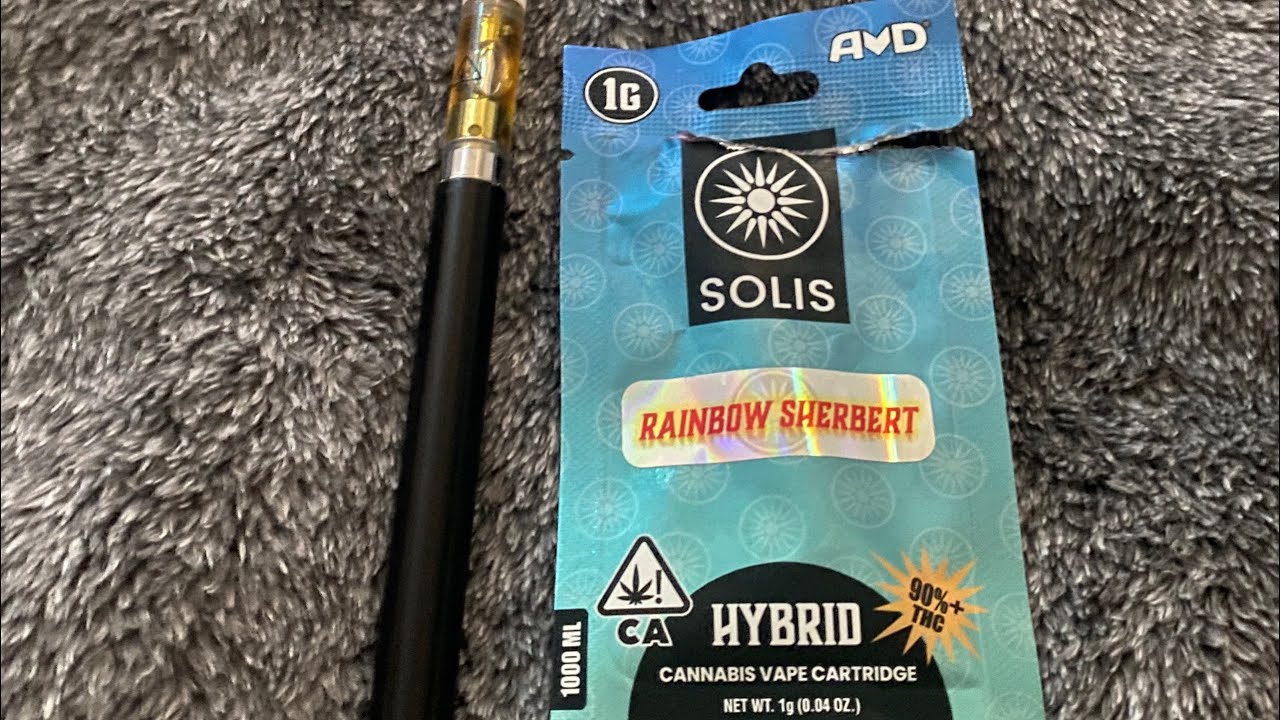 1G
AVD
SOLIS
RAINBOW SHERBERT
90%+
THC
CA
HYBRID
1000 ML
CANNABIS VAPE CARTRIDGE
NET WT. 1g (0.04 OZ.)